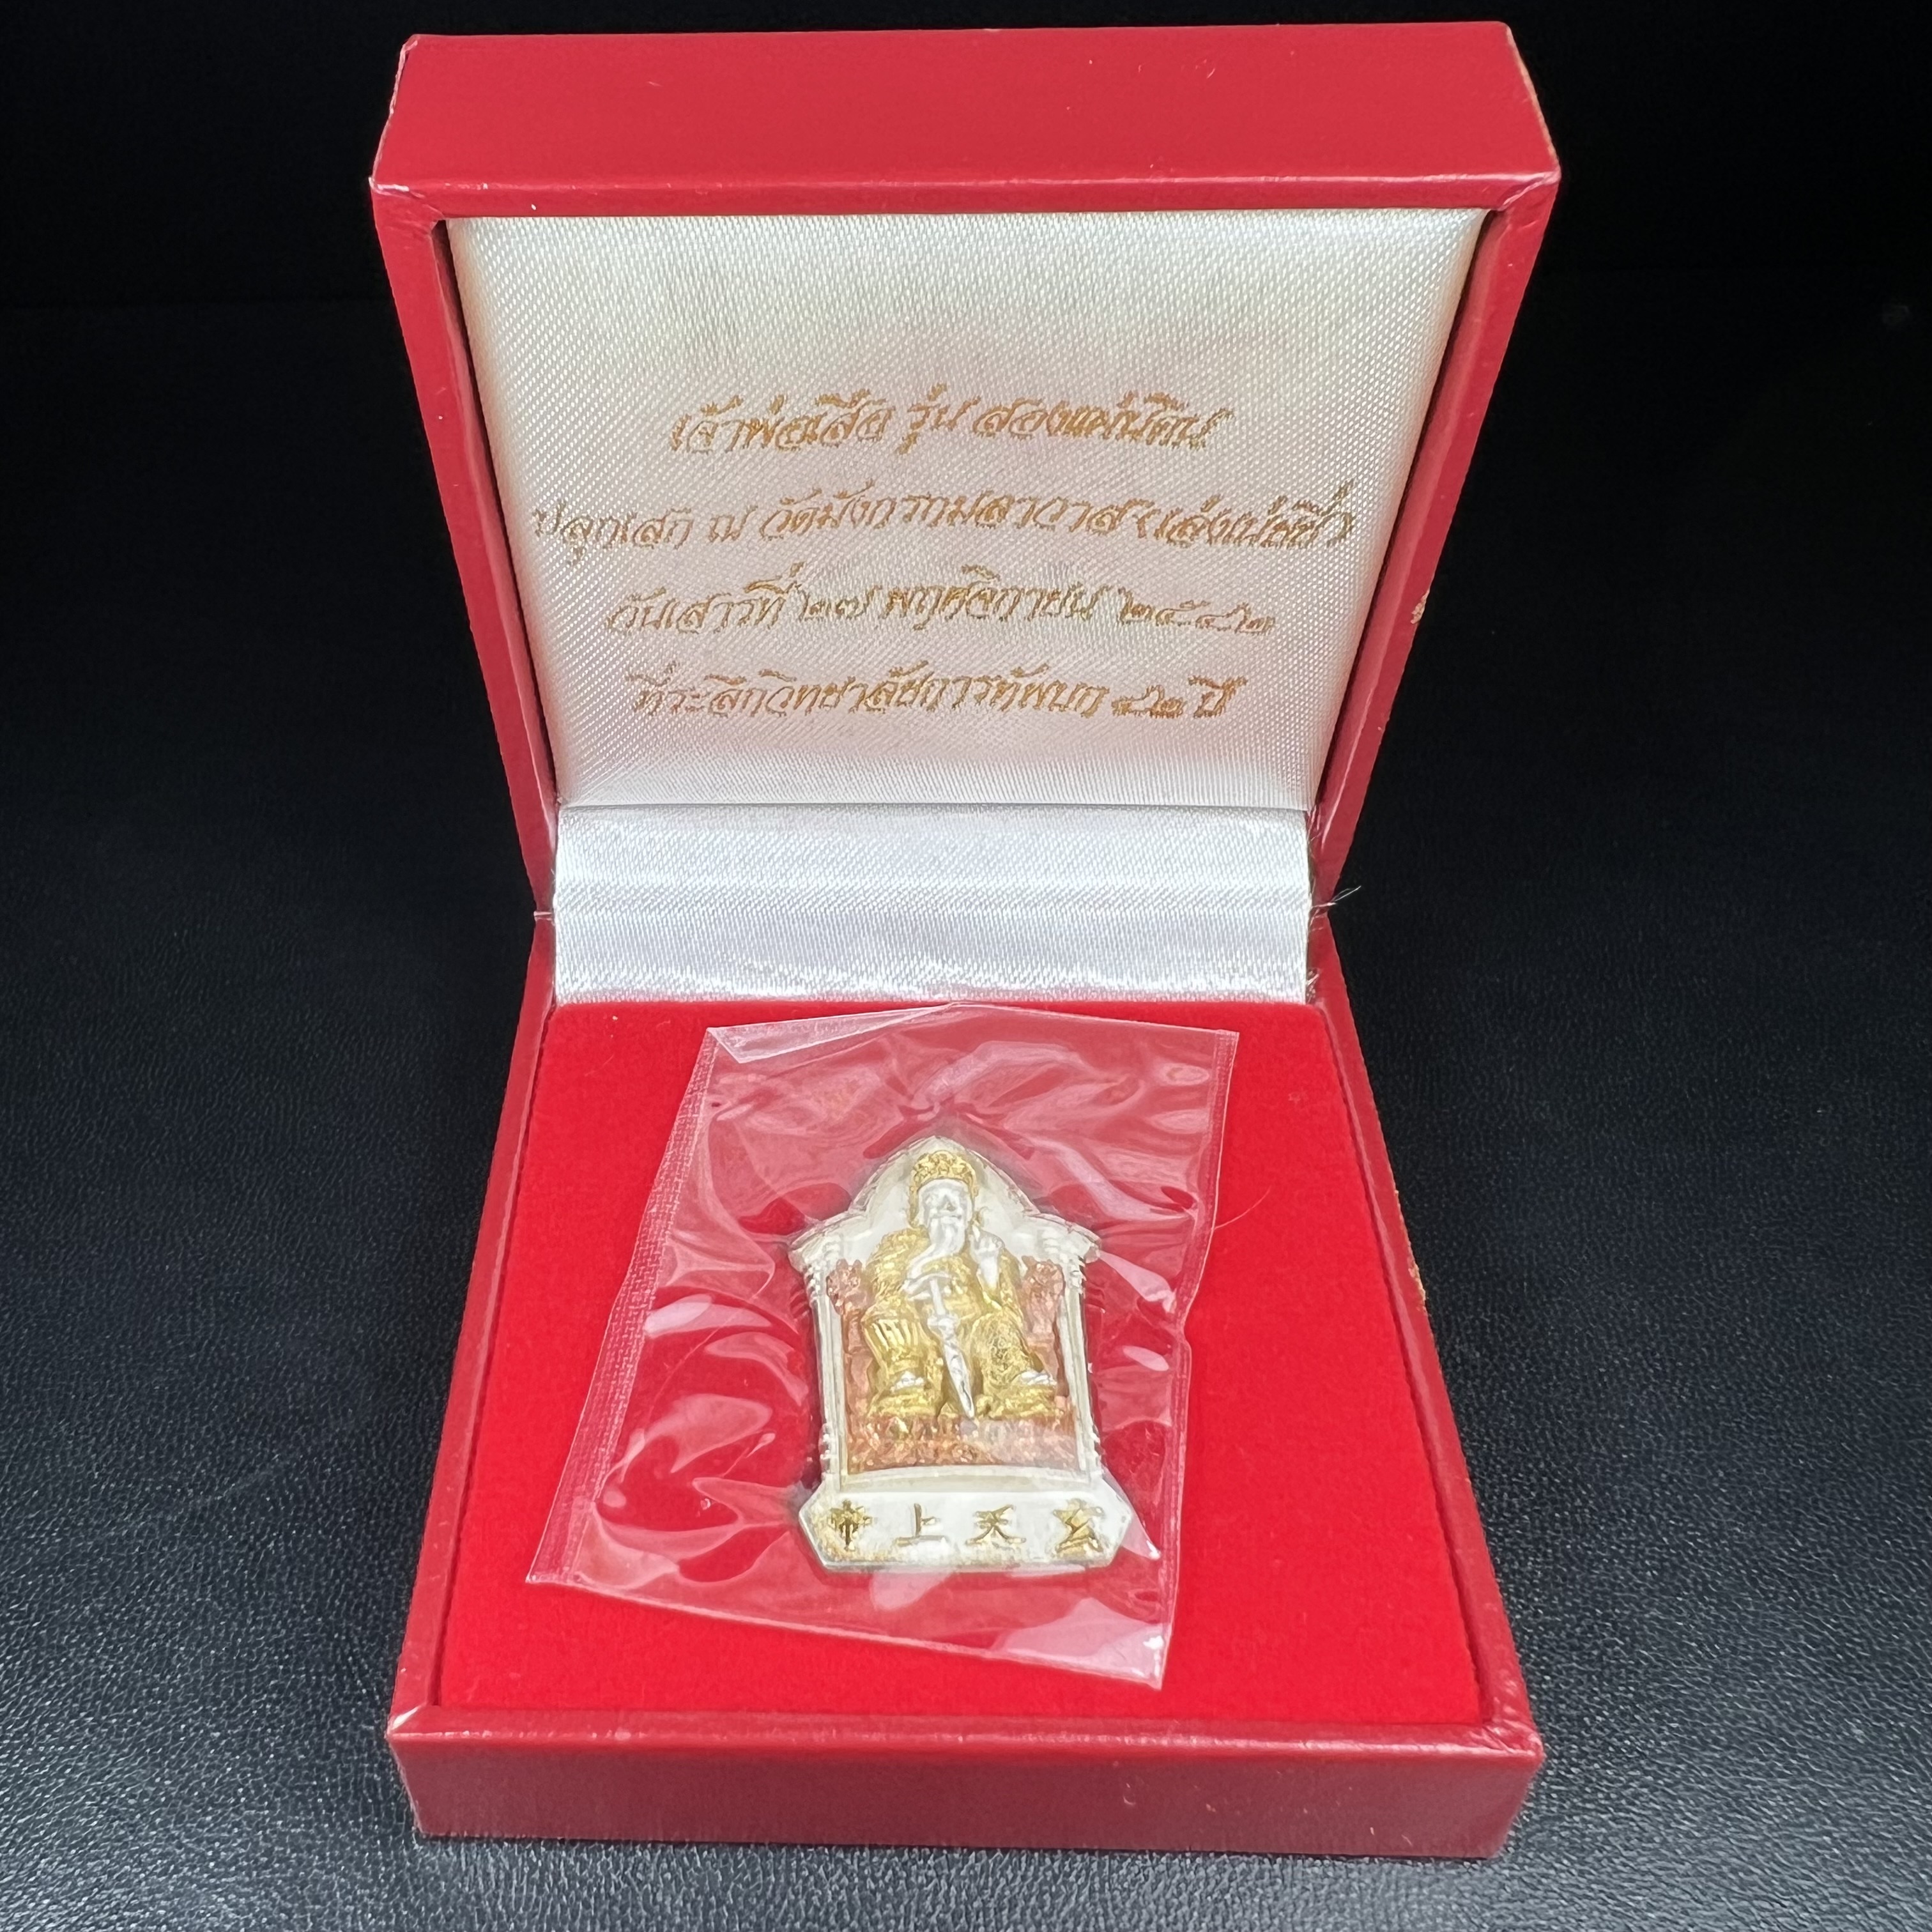 เจ้าพ่อเสือ รุ่น สองแผ่นดิน
ปลุกเสก ณ วัดมังกรกมลาวาส (เล่งเน่ยยี่)
วันเสาร์ที่ ๒๗ พฤศจิกายน ๒๕๔๒
ที่ระลึกวิทยาลัยการทัพบก ๔๒ ปี
帝上天玄